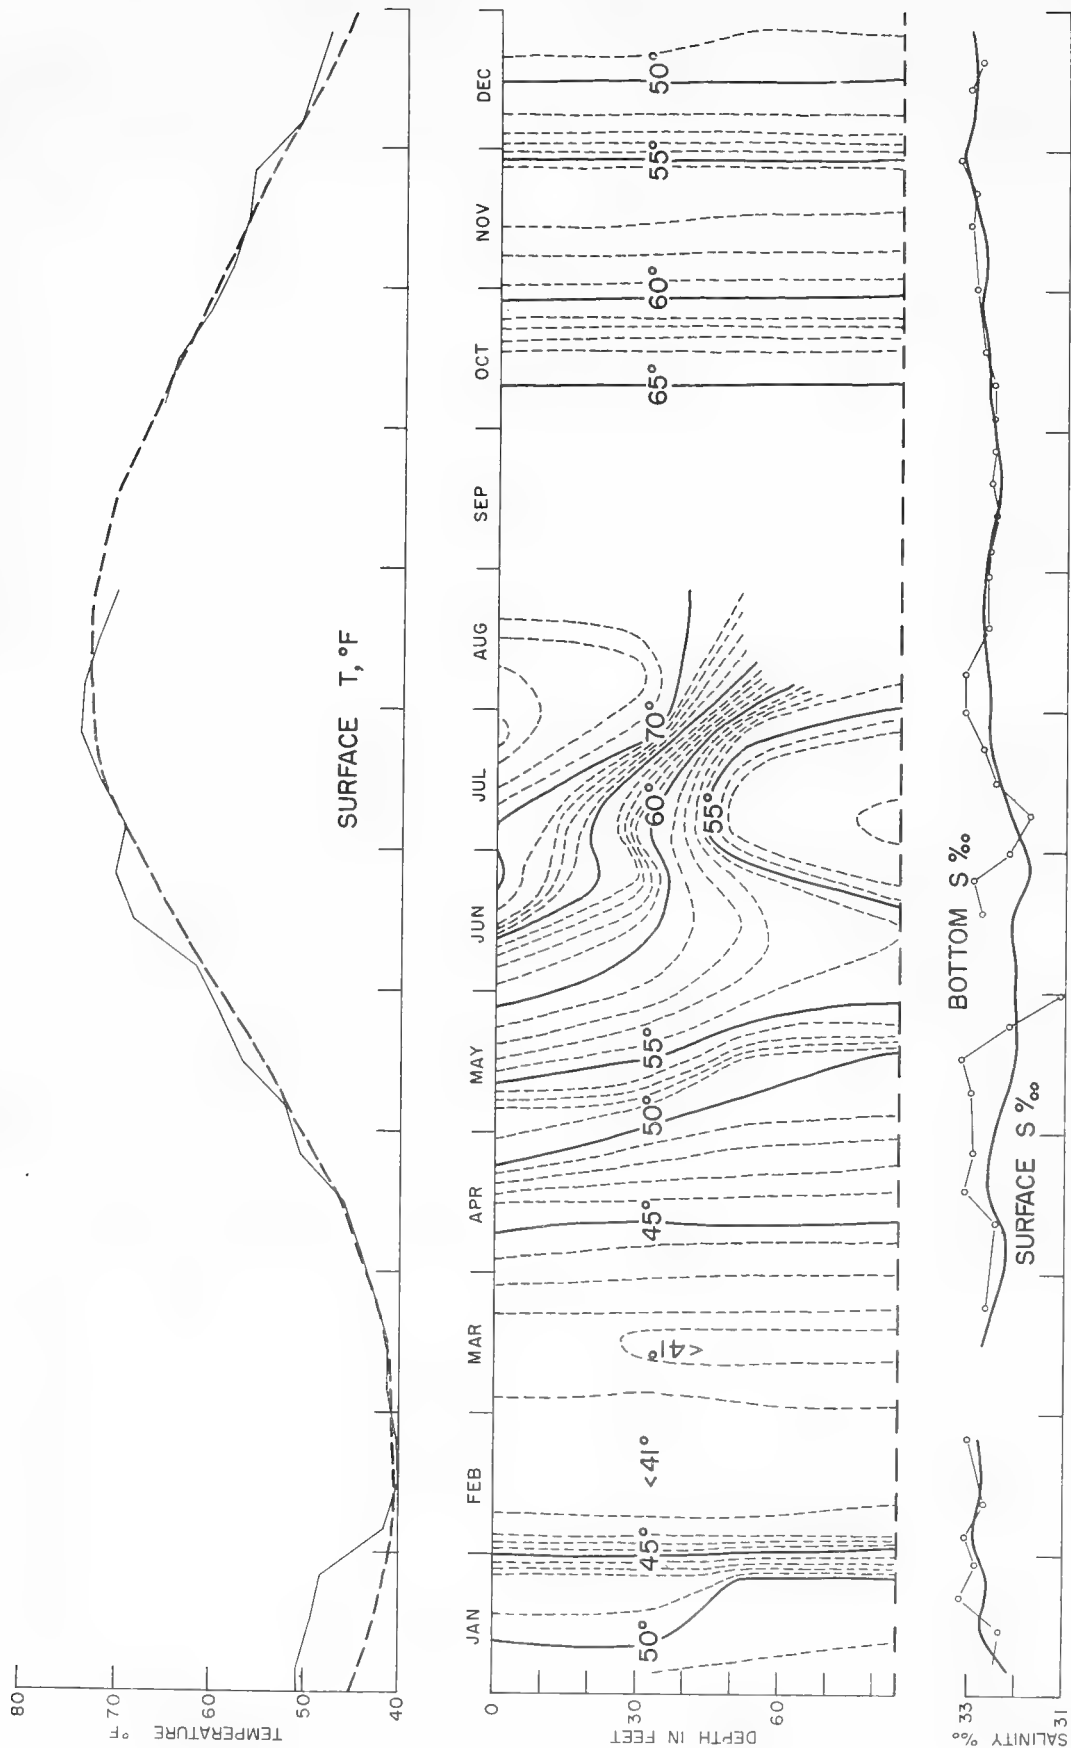 80
70
60
50
40
TEMPERATURE °F
SURFACE T, °F
JAN
FEB
MAR
APR
MAY
JUN
JUL
AUG
SEP
OCT
NOV
DEC
0
30
60
DEPTH IN FEET
50°
45°
<41°
<41°
45°
50°
55°
60°
55°
70°
65°
60°
55°
50°
33
31
SALINITY ‰
SURFACE S ‰
BOTTOM S ‰